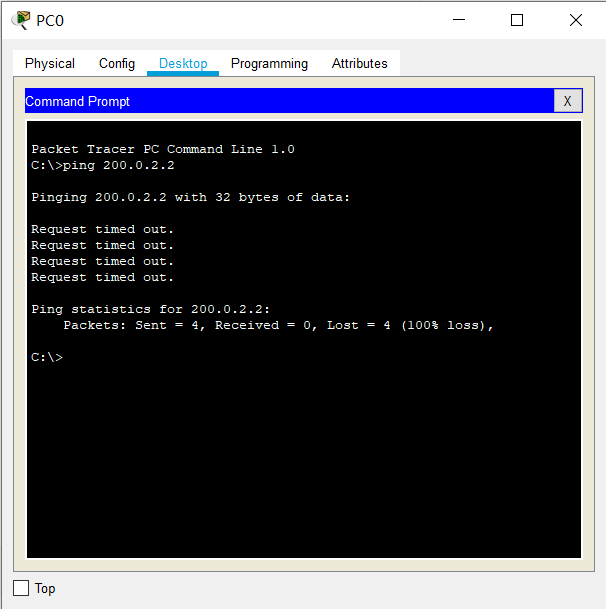 PC0
Physical Config Desktop Programming Attributes
Command Prompt X
Packet Tracer PC Command Line 1.0
C:\>ping 200.0.2.2
Pinging 200.0.2.2 with 32 bytes of data:
Request timed out.
Request timed out.
Request timed out.
Request timed out.
Ping statistics for 200.0.2.2:
Packets: Sent = 4, Received = 0, Lost = 4 (100% loss),
C:\>
Top